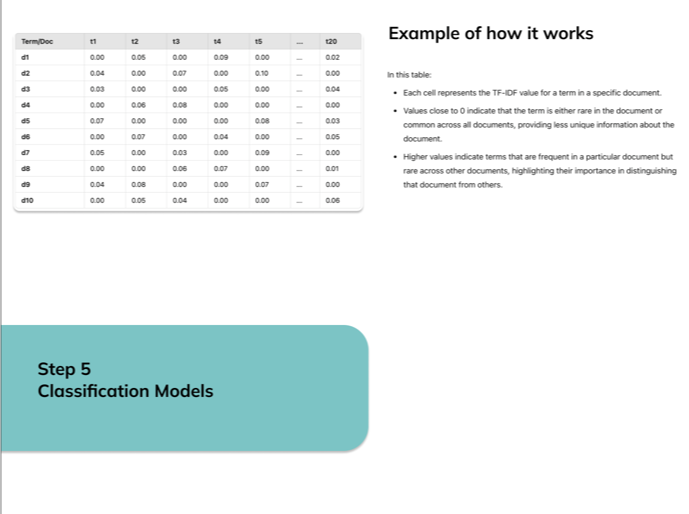 Term/Doc t1 t2 t3 t4 t5 ... t20
d1 0.00 0.05 0.00 0.09 0.00 ... 0.02
d2 0.04 0.00 0.07 0.00 0.10 ... 0.00
d3 0.03 0.00 0.00 0.05 0.00 ... 0.04
d4 0.00 0.06 0.08 0.00 0.00 ... 0.00
d5 0.07 0.00 0.00 0.00 0.08 ... 0.03
d6 0.00 0.07 0.00 0.04 0.00 ... 0.05
d7 0.05 0.00 0.03 0.00 0.09 ... 0.00
d8 0.00 0.00 0.06 0.07 0.00 ... 0.01
d9 0.04 0.08 0.00 0.00 0.07 ... 0.00
d10 0.00 0.05 0.04 0.00 0.00 ... 0.06
Example of how it works
In this table:
• Each cell represents the TF-IDF value for a term in a specific document.
• Values close to 0 indicate that the term is either rare in the document or
common across all documents, providing less unique information about the
document.
• Higher values indicate terms that are frequent in a particular document but
rare across other documents, highlighting their importance in distinguishing
that document from others.
Step 5
Classification Models